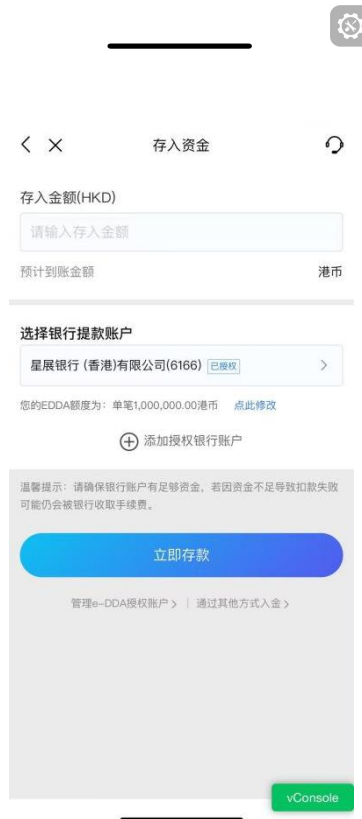 存入资金
存入金额(HKD)
请输入存入金额
预计到账金额 港币
选择银行提款账户
星展银行 (香港)有限公司(6166) 已授权
您的EDDA额度为：单笔1,000,000.00港币 点此修改
添加授权银行账户
温馨提示：请确保银行账户有足够资金，若因资金不足导致扣款失败
可能仍会被银行收取手续费。
立即存款
管理e-DDA授权账户 > | 通过其他方式入金 >
vConsole